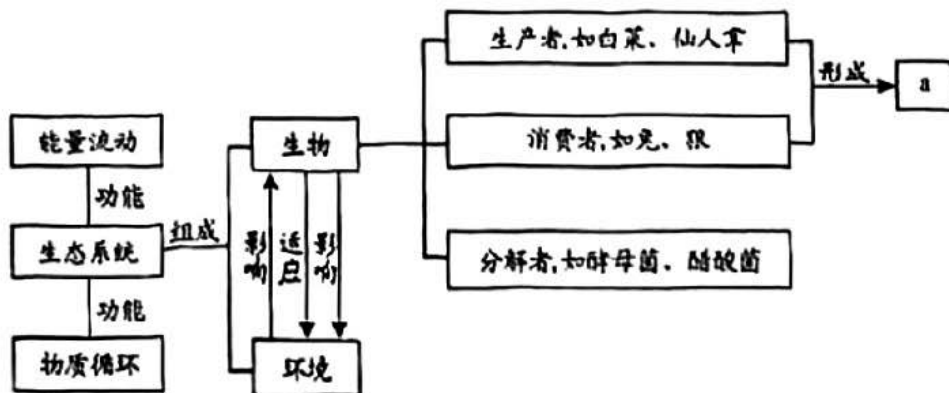 生产者,如白菜、仙人掌
形成
a
能量流动
生物
消费者,如兔、狼
功能
生态系统
组成
影响
适应
影响
分解者,如酵母菌、醋酸菌
功能
物质循环
环境